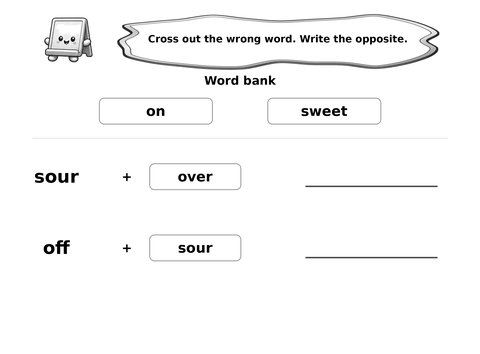 Cross out the wrong word. Write the opposite.
Word bank
on sweet
sour + over
off + sour